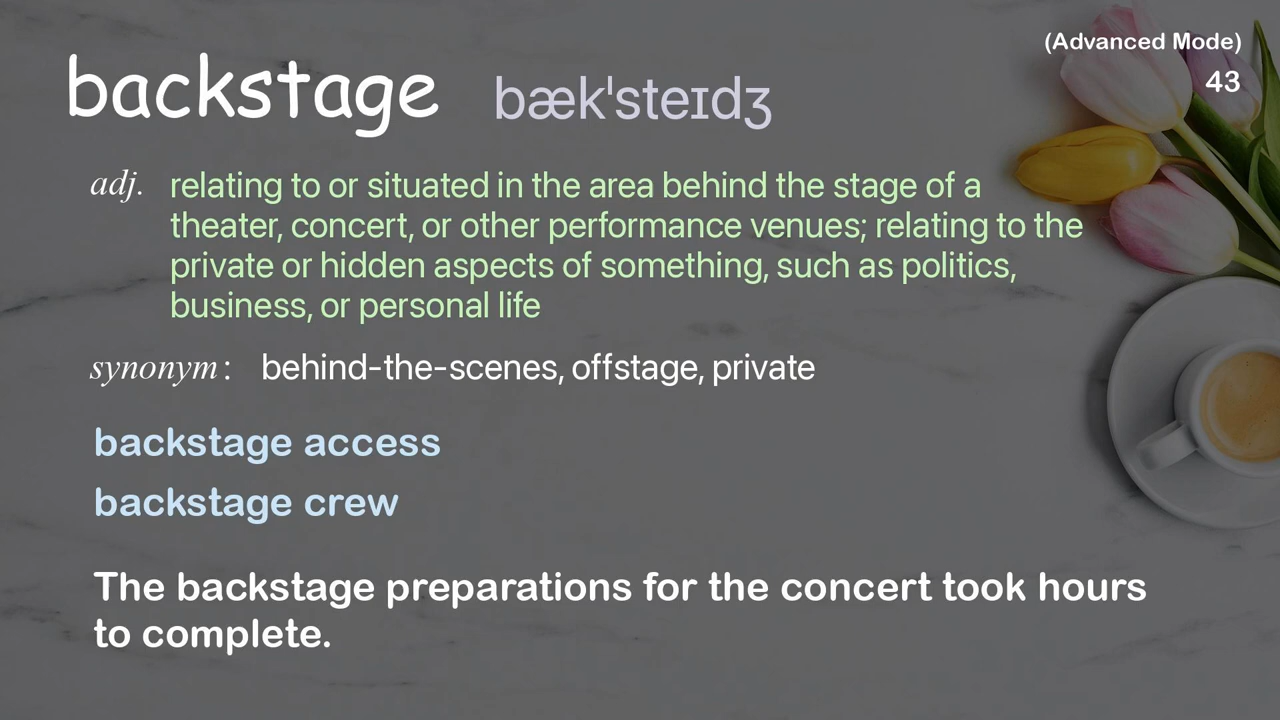 (Advanced Mode)
43
backstage bæk'steɪdʒ
adj. relating to or situated in the area behind the stage of a
theater, concert, or other performance venues; relating to the
private or hidden aspects of something, such as politics,
business, or personal life
synonym: behind-the-scenes, offstage, private
backstage access
backstage crew
The backstage preparations for the concert took hours
to complete.